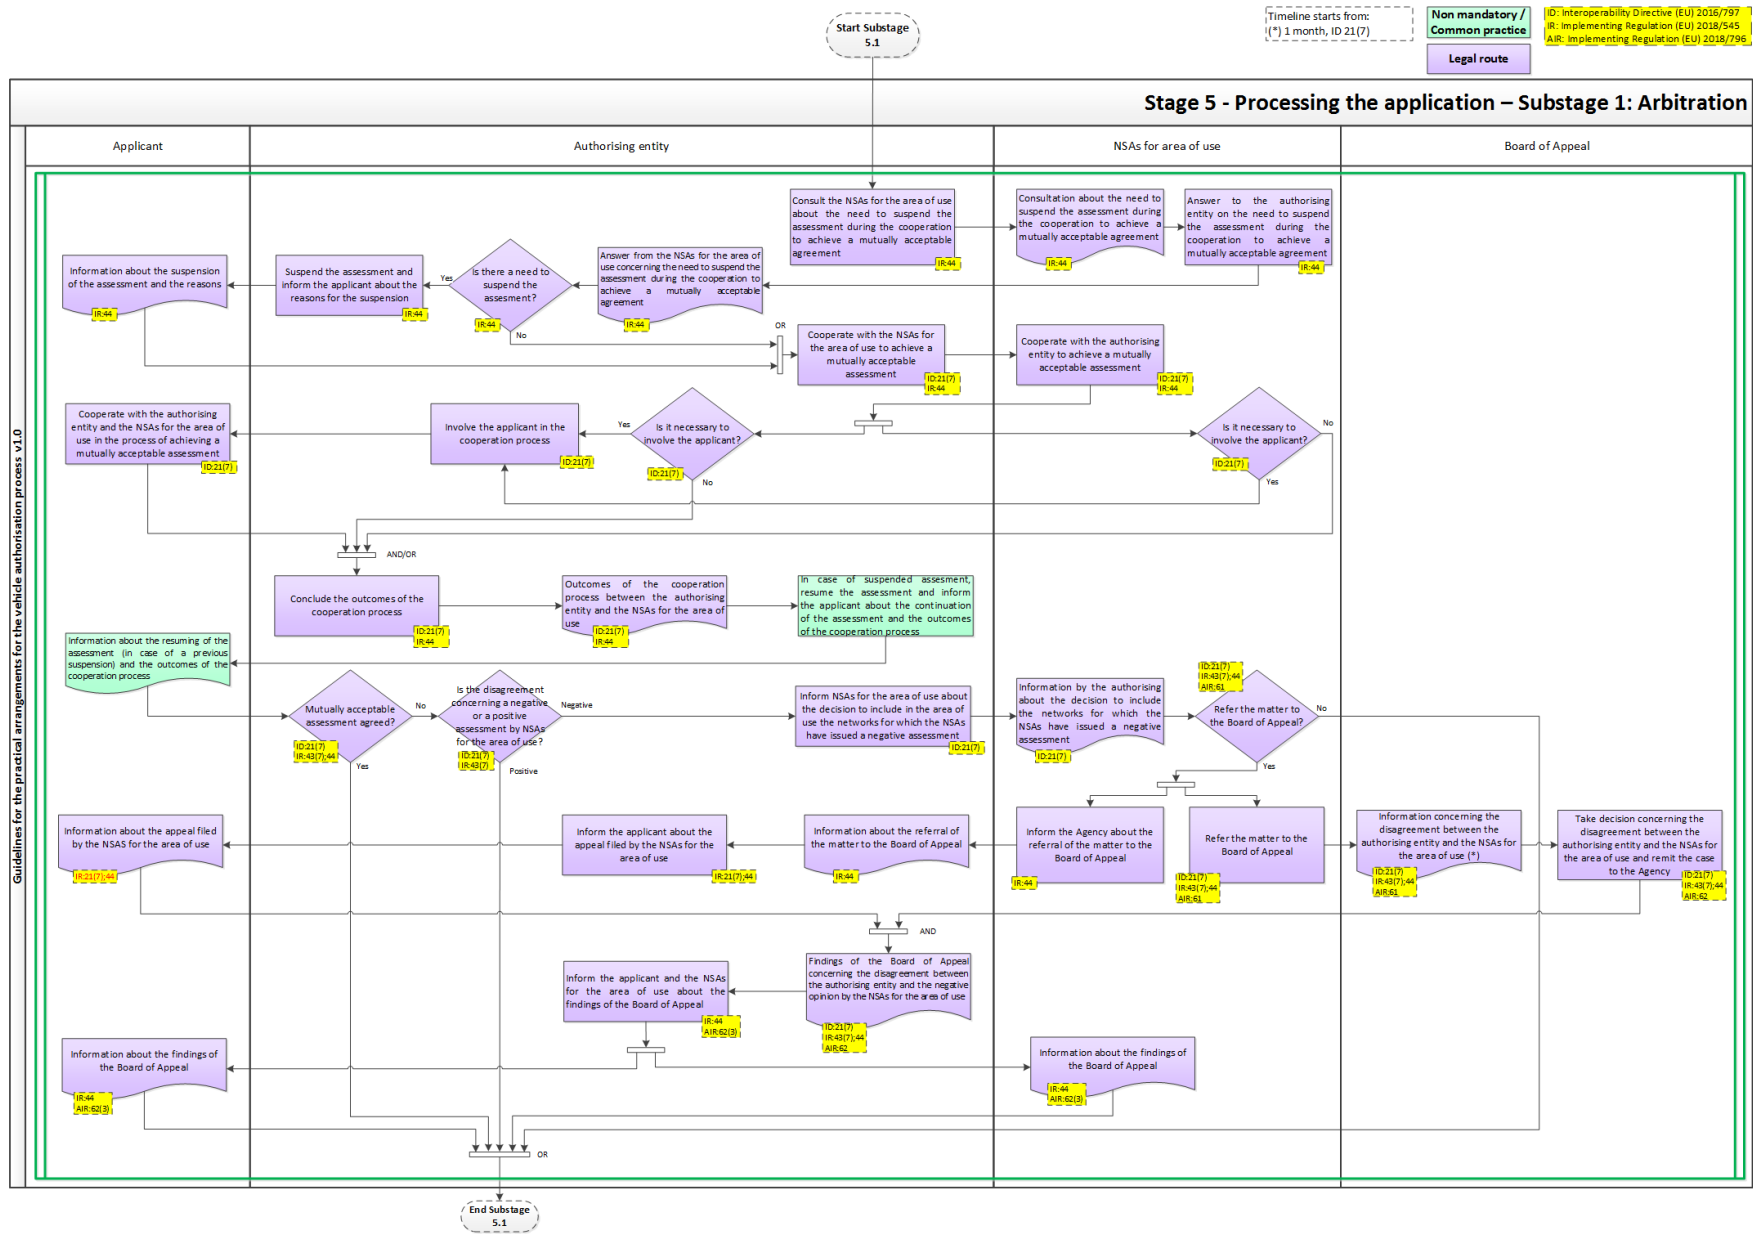 Start Substage
5.1
Timeline starts from:
(*) 1 month, ID 21(7)
Non mandatory /
Common practice
Legal route
ID: Interoperability Directive (EU) 2016/797
IR: Implementing Regulation (EU) 2018/545
AIR: Implementing Regulation (EU) 2018/796
Stage 5 - Processing the application – Substage 1: Arbitration
Guidelines for the practical arrangements for the vehicle authorisation process v1.0
Applicant
Authorising entity
NSAs for area of use
Board of Appeal
Consult the NSAs for the area of use
about the need to suspend the
assessment during the cooperation
to achieve a mutually acceptable
agreement
IR:44
Consultation about the need to
suspend the assessment during
the cooperation to achieve a
mutually acceptable agreement
IR:44
Answer to the authorising
entity on the need to suspend
the assessment during the
cooperation to achieve a
mutually acceptable agreement
IR:44
Information about the suspension
of the assessment and the reasons
IR:44
Suspend the assessment and
inform the applicant about the
reasons for the suspension
IR:44
Yes
Is there a need to
suspend the
assesment?
IR:44
No
Answer from the NSAs for the area of
use concerning the need to suspend the
assessment during the cooperation to
achieve a mutually acceptable
agreement
IR:44
OR
Cooperate with the NSAs for
the area of use to achieve a
mutually acceptable
assessment
ID:21(7)
IR:44
Cooperate with the authorising
entity to achieve a mutually
acceptable assessment
ID:21(7)
IR:44
Cooperate with the authorising
entity and the NSAs for the area of
use in the process of achieving a
mutually acceptable assessment
ID:21(7)
Involve the applicant in the
cooperation process
ID:21(7)
Yes
Is it necessary to
involve the applicant?
ID:21(7)
No
Is it necessary to
involve the applicant?
ID:21(7)
No
Yes
AND/OR
Conclude the outcomes of the
cooperation process
ID:21(7)
IR:44
Outcomes of the cooperation
process between the authorising
entity and the NSAs for the area of
use
ID:21(7)
IR:44
In case of suspended assesment,
resume the assessment and inform
the applicant about the continuation
of the assessment and the outcomes
of the cooperation process
Information about the resuming of the
assessment (in case of a previous
suspension) and the outcomes of the
cooperation process
Mutually acceptable
assessment agreed?
ID:21(7)
IR:43(7);44
No
Yes
Is the disagreement
concerning a negative
or a positive
assessment by NSAs
for the area of use?
ID:21(7)
IR:43(7)
Negative
Positive
Inform NSAs for the area of use about
the decision to include in the area of
use the networks for which the NSAs
have issued a negative assessment
ID:21(7)
Information by the authorising
about the decision to include
the networks for which the
NSAs have issued a negative
assessment
ID:21(7)
ID:21(7)
IR:43(7);44
AIR:61
Refer the matter to
the Board of Appeal?
No
Yes
Information about the appeal filed
by the NSAS for the area of use
IR:21(7);44
Inform the applicant about the
appeal filed by the NSAs for the
area of use
IR:21(7);44
Information about the referral of
the matter to the Board of Appeal
IR:44
Inform the Agency about the
referral of the matter to the
Board of Appeal
IR:44
Refer the matter to the
Board of Appeal
ID:21(7)
IR:43(7);44
AIR:61
Information concerning the
disagreement between the
authorising entity and the NSAs for
the area of use (*)
ID:21(7)
IR:43(7);44
AIR:61
Take decision concerning the
disagreement between the
authorising entity and the NSAs for
the area of use and remit the case
to the Agency
ID:21(7)
IR:43(7);44
AIR:62
AND
Inform the applicant and the NSAs
for the area of use about the
findings of the Board of Appeal
IR:44
AIR:62(3)
Findings of the Board of Appeal
concerning the disagreement between
the authorising entity and the negative
opinion by the NSAs for the area of use
ID:21(7)
IR:43(7);44
AIR:62
Information about the findings of
the Board of Appeal
IR:44
AIR:62(3)
Information about the findings of
the Board of Appeal
IR:44
AIR:62(3)
OR
End Substage
5.1